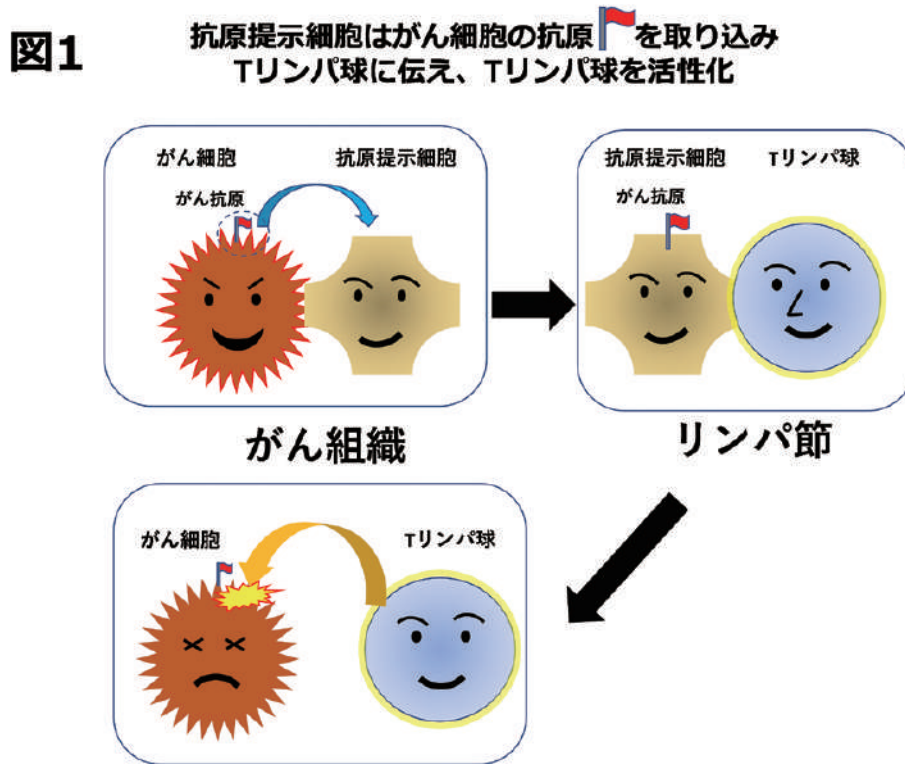 図1
抗原提示細胞はがん細胞の抗原を取り込み
Tリンパ球に伝え、Tリンパ球を活性化
がん細胞
抗原提示細胞
がん抗原
がん組織
抗原提示細胞
Tリンパ球
がん抗原
リンパ節
がん細胞
Tリンパ球